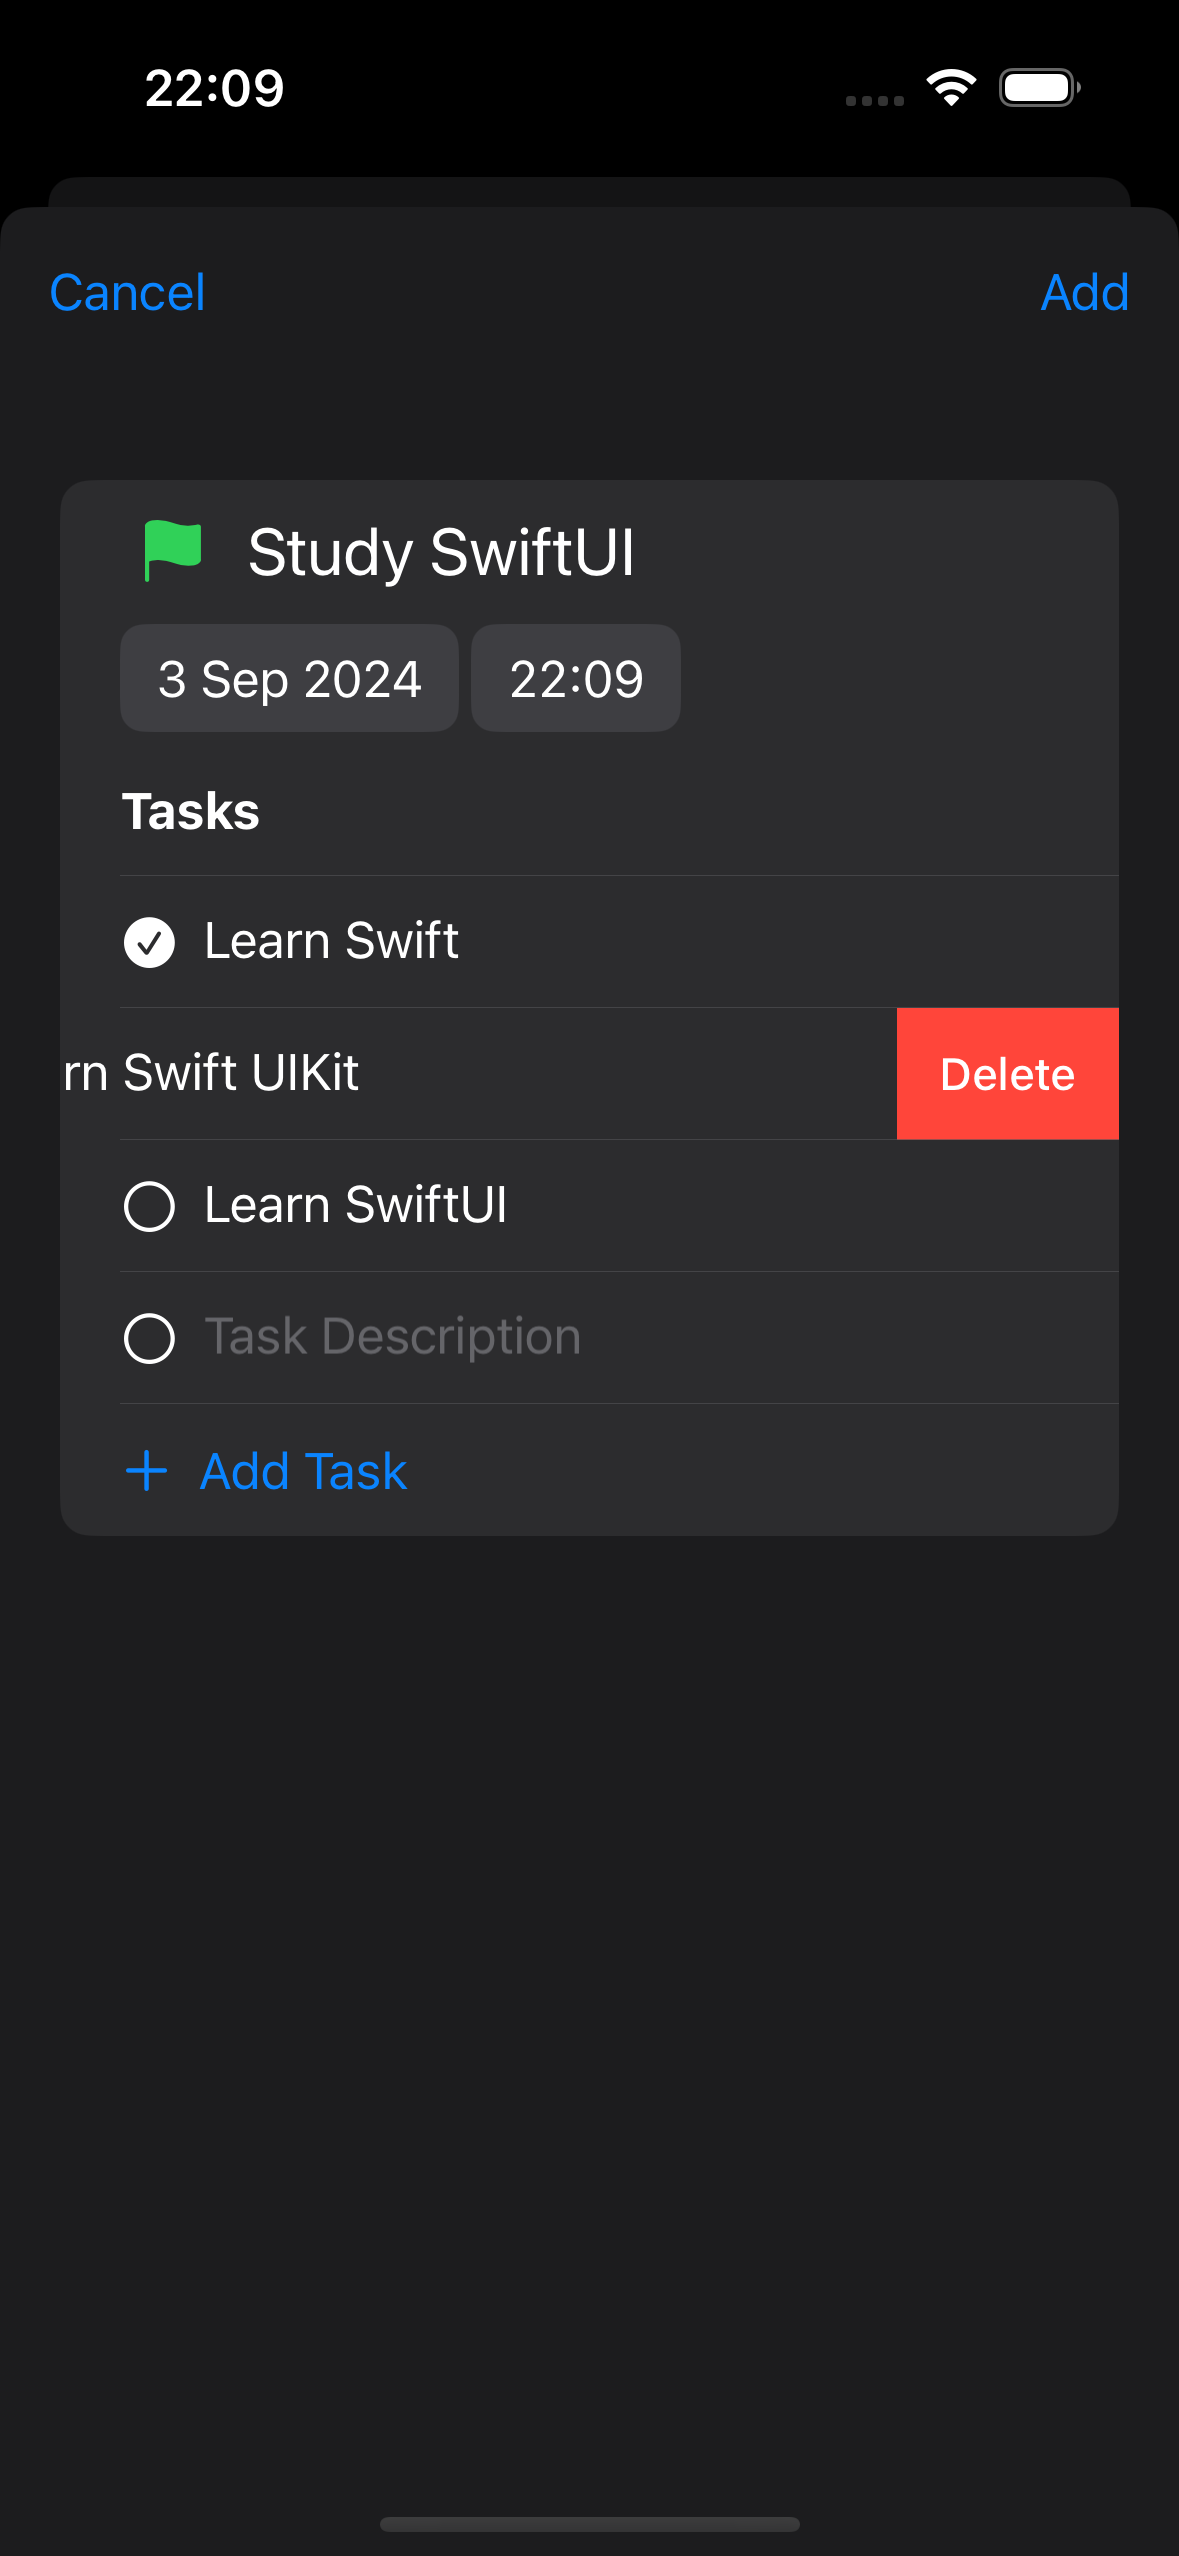 22:09
Cancel
Add
Study SwiftUI
3 Sep 2024
22:09
Tasks
Learn Swift
rn Swift UIKit
Delete
Learn SwiftUI
Task Description
Add Task